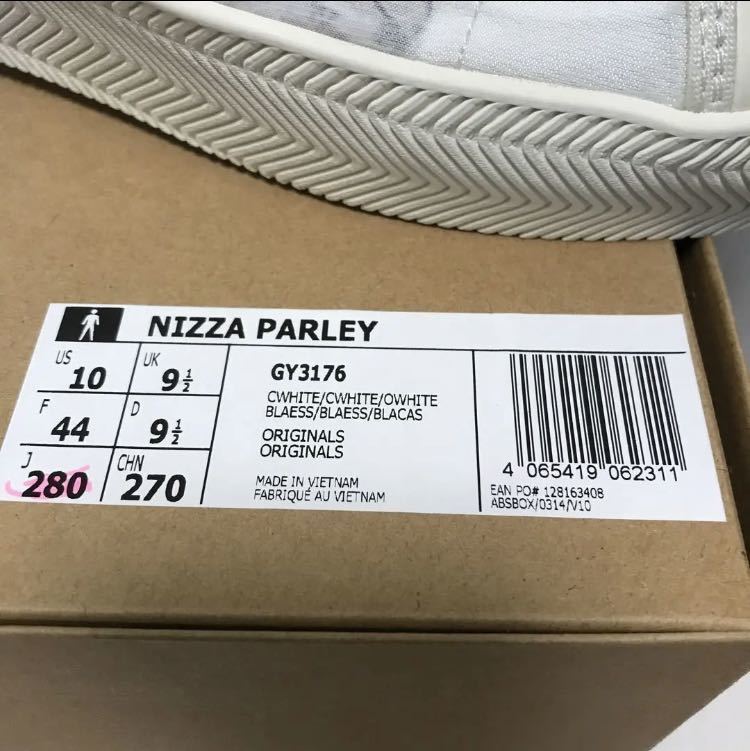 NIZZA PARLEY
US 10 UK 9 1/2
F 44 D 9 1/2
J 280 CHN 270
GY3176
CWHITE/CWHITE/OWHITE
BLAESS/BLAESS/BLACAS
ORIGINALS
ORIGINALS
MADE IN VIETNAM
FABRIQUÉ AU VIETNAM
4 065419 062311
EAN PO# 128163408
ABSBOX/0314/V10